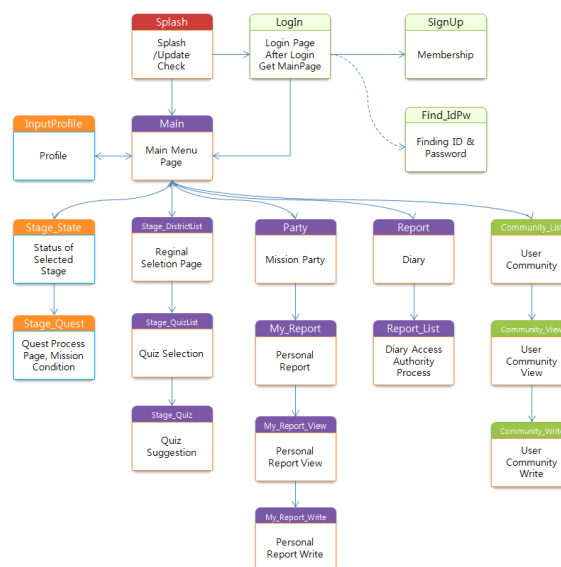 Splash
Splash
/Update
Check
LogIn
Login Page
After Login
Get MainPage
SignUp
Membership
Find_IdPw
Finding ID &
Password
InputProfile
Profile
Main
Main Menu
Page
Stage_State
Status of
Selected
Stage
Stage_DistrictList
Reginal
Seletion Page
Party
Mission Party
Report
Diary
Community_List
User
Community
Stage_Quest
Quest Process
Page, Mission
Condition
Stage_QuizList
Quiz Selection
My_Report
Personal
Report
Report_List
Diary Access
Authority
Process
Community_View
User
Community
View
Stage_Quiz
Quiz
Suggestion
My_Report_View
Personal
Report View
Community_Write
User
Community
Write
My_Report_Write
Personal
Report Write